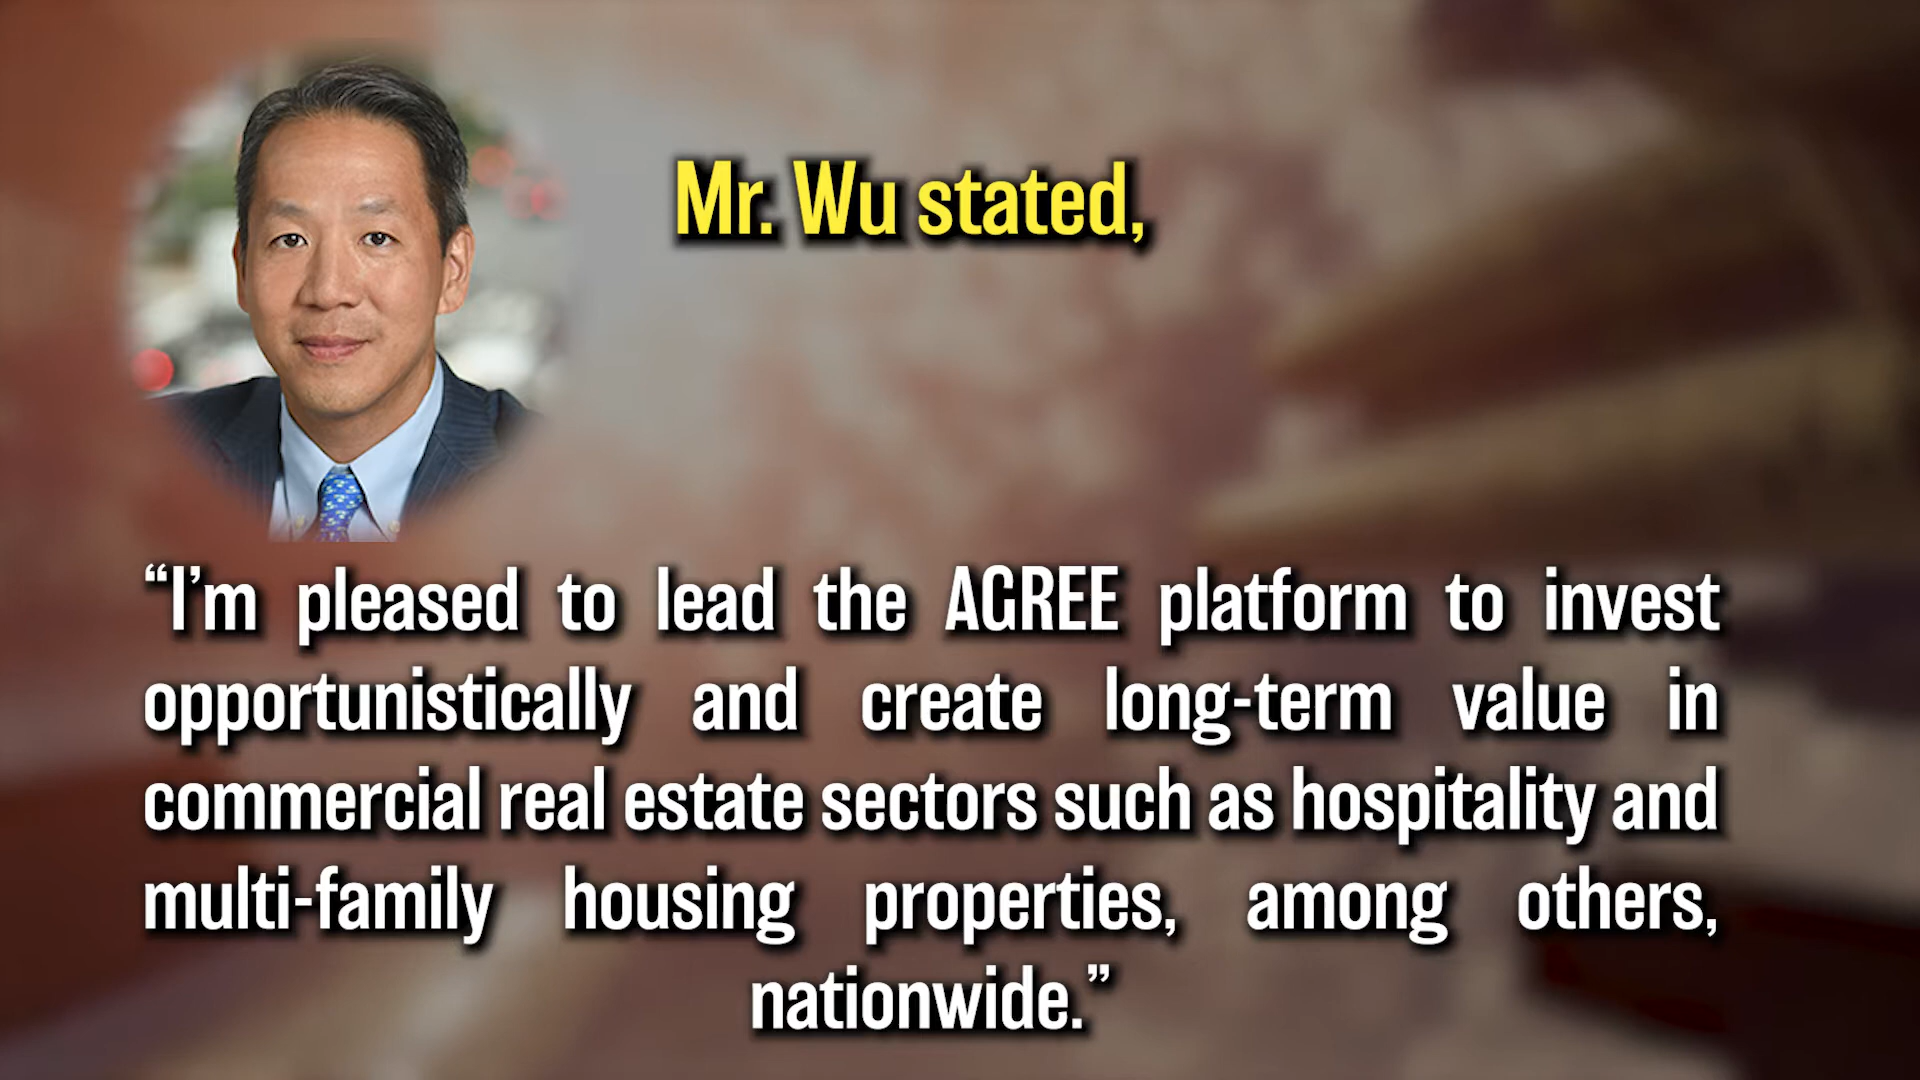 Mr. Wu stated,
“I’m pleased to lead the AGREE platform to invest
opportunistically and create long-term value in
commercial real estate sectors such as hospitality and
multi-family housing properties, among others,
nationwide.”